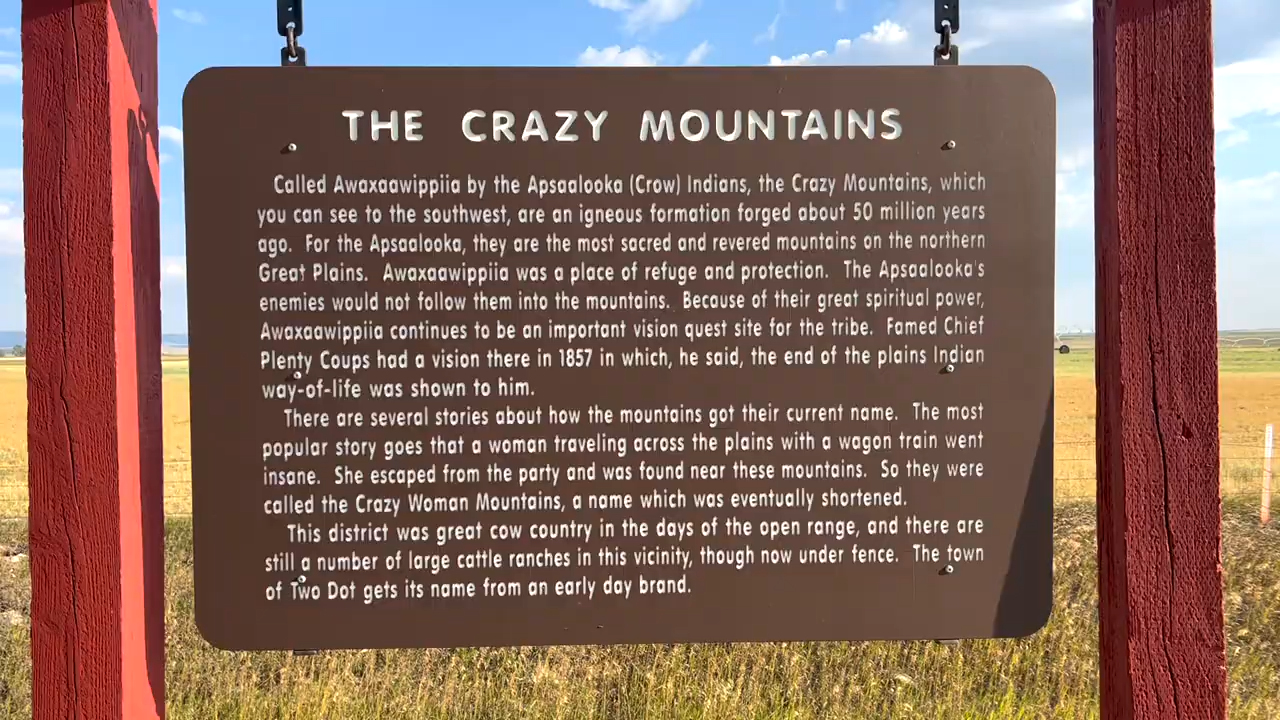 THE CRAZY MOUNTAINS
Called Awaxaawippiia by the Apsaalooka (Crow) Indians, the Crazy Mountains, which
you can see to the southwest, are an igneous formation forged about 50 million years
ago. For the Apsaalooka, they are the most sacred and revered mountains on the northern
Great Plains. Awaxaawippiia was a place of refuge and protection. The Apsaalooka's
enemies would not follow them into the mountains. Because of their great spiritual power,
Awaxaawippiia continues to be an important vision quest site for the tribe. Famed Chief
Plenty Coups had a vision there in 1857 in which, he said, the end of the plains Indian
way-of-life was shown to him.
There are several stories about how the mountains got their current name. The most
popular story goes that a woman traveling across the plains with a wagon train went
insane. She escaped from the party and was found near these mountains. So they were
called the Crazy Woman Mountains, a name which was eventually shortened.
This district was great cow country in the days of the open range, and there are
still a number of large cattle ranches in this vicinity, though now under fence. The town
of Two Dot gets its name from an early day brand.